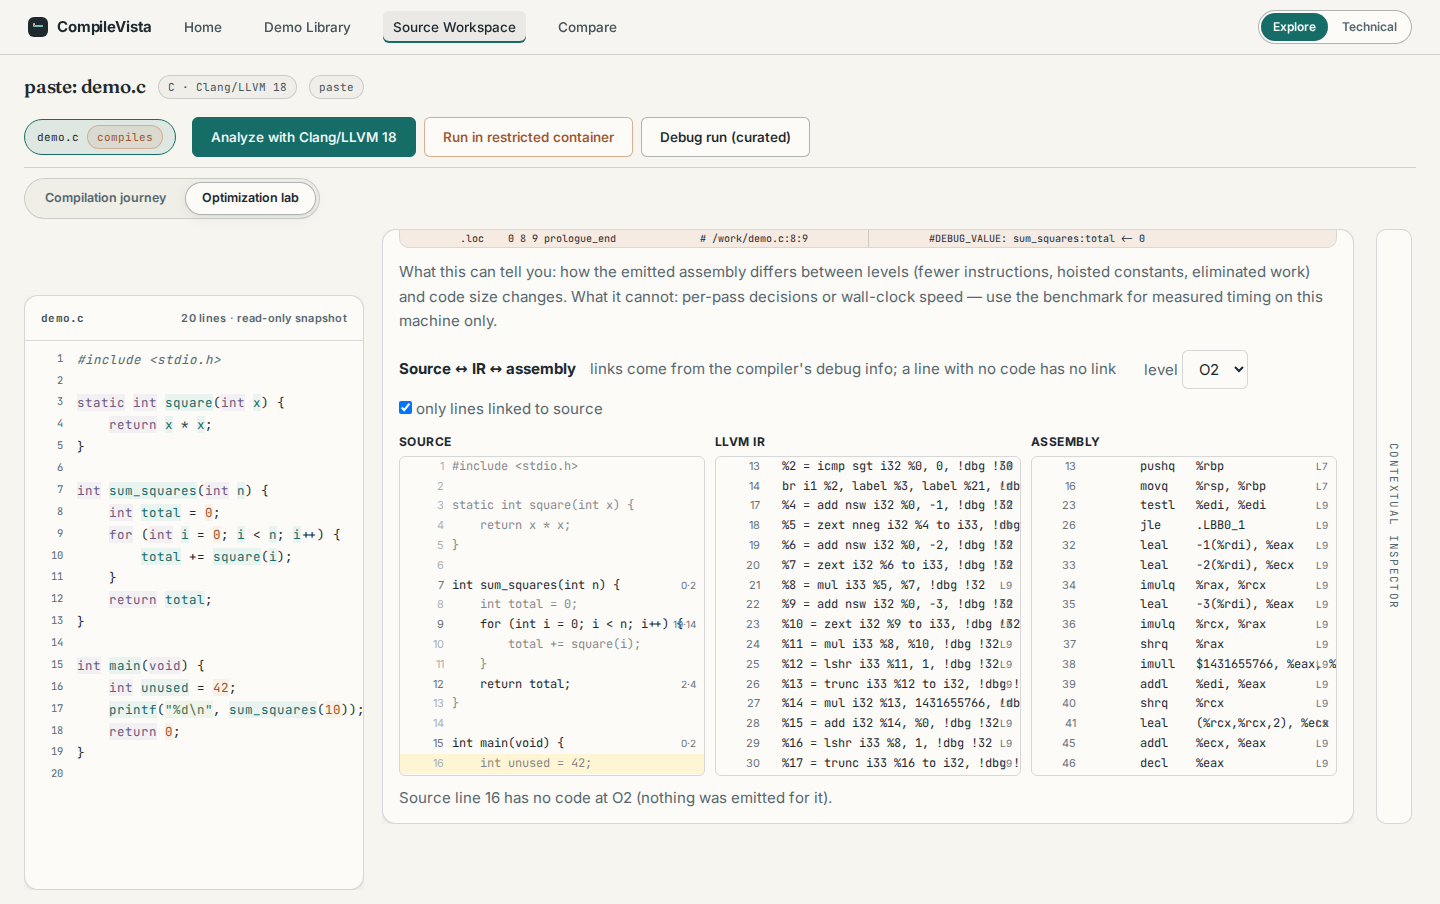 CompileVista Home Demo Library Source Workspace Compare Explore Technical
paste: demo.c C · Clang/LLVM 18 paste
demo.c compiles Analyze with Clang/LLVM 18 Run in restricted container Debug run (curated)
Compilation journey Optimization lab
demo.c 20 lines · read-only snapshot
1 #include <stdio.h>
2
3 static int square(int x) {
4 return x * x;
5 }
6
7 int sum_squares(int n) {
8 int total = 0;
9 for (int i = 0; i < n; i++) {
10 total += square(i);
11 }
12 return total;
13 }
14
15 int main(void) {
16 int unused = 42;
17 printf("%d\n", sum_squares(10));
18 return 0;
19 }
20
.loc 0 8 9 prologue_end # /work/demo.c:8:9 #DEBUG_VALUE: sum_squares:total <- 0
What this can tell you: how the emitted assembly differs between levels (fewer instructions, hoisted constants, eliminated work)
and code size changes. What it cannot: per-pass decisions or wall-clock speed — use the benchmark for measured timing on this
machine only.
Source ↔ IR ↔ assembly links come from the compiler's debug info; a line with no code has no link level O2
only lines linked to source
SOURCE
1 #include <stdio.h>
2
3 static int square(int x) {
4 return x * x;
5 }
6
7 int sum_squares(int n) { 0·2
8 int total = 0;
9 for (int i = 0; i < n; i++) {
10 total += square(i);
11 }
12 return total; 2·4
13 }
14
15 int main(void) { 0·2
16 int unused = 42;
LLVM IR
13 %2 = icmp sgt i32 %0, 0, !dbg
14 br i1 %2, label %3, label %21,
17 %4 = add nsw i32 %0, -1, !dbg
18 %5 = zext nneg i32 %4 to i33, !dbg
19 %6 = add nsw i32 %0, -2, !dbg
20 %7 = zext i32 %6 to i33, !dbg
21 %8 = mul i33 %5, %7, !dbg !32 L9
22 %9 = add nsw i32 %0, -3, !dbg
23 %10 = zext i32 %9 to i33, !dbg
24 %11 = mul i33 %8, %10, !dbg !32 L9
25 %12 = lshr i33 %11, 1, !dbg !32 L9
26 %13 = trunc i33 %12 to i32,
27 %14 = mul i32 %13, 1431655766,
28 %15 = add i32 %14, %0, !dbg !32 L9
29 %16 = lshr i33 %8, 1, !dbg !32 L9
30 %17 = trunc i33 %16 to i32,
ASSEMBLY
13 pushq %rbp L7
16 movq %rsp, %rbp L7
23 testl %edi, %edi L9
26 jle .LBB0_1 L9
32 leal -1(%rdi), %eax L9
33 leal -2(%rdi), %ecx L9
34 imulq %rax, %rcx L9
35 leal -3(%rdi), %eax L9
36 imulq %rcx, %rax L9
37 shrq %rax L9
38 imull $1431655766, %eax,
39 addl %edi, %eax L9
40 shrq %rcx L9
41 leal (%rcx,%rcx,2),
45 addl %ecx, %eax L9
46 decl %eax L9
Source line 16 has no code at O2 (nothing was emitted for it).
CONTEXTUAL INSPECTOR